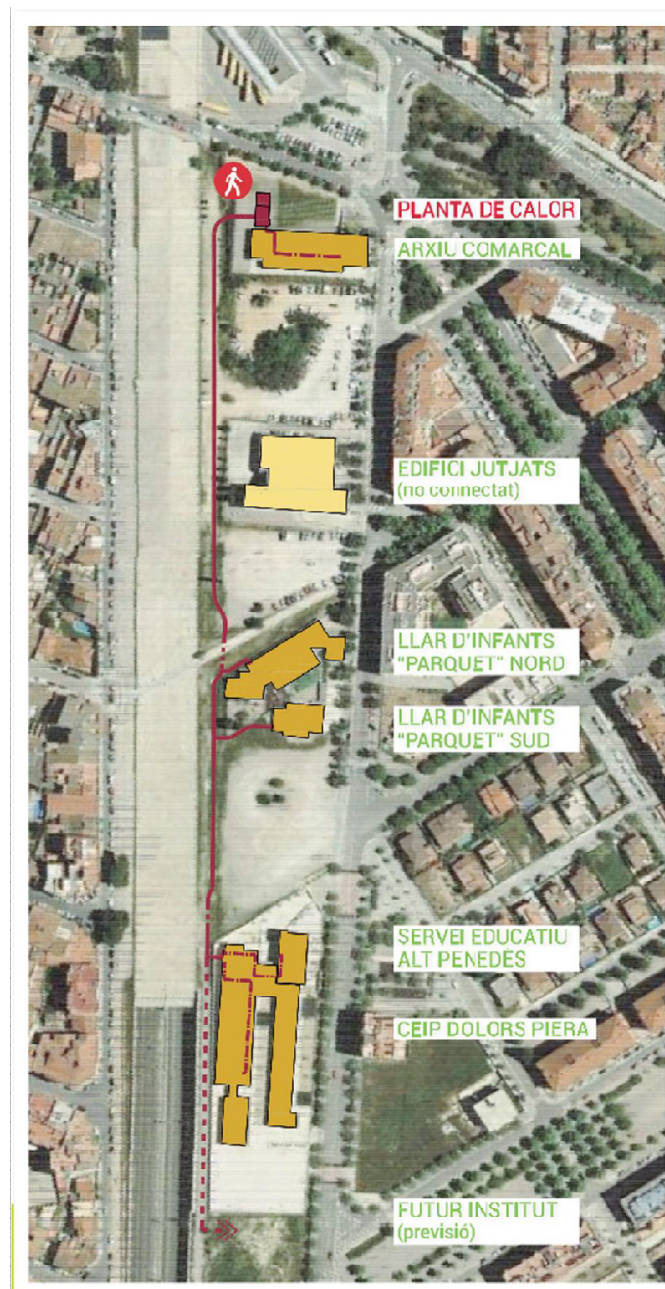 PLANTA DE CALOR
ARXIU COMARCAL
EDIFICI JUTJATS
(no connectat)
LLAR D'INFANTS
"PARQUET" NORD
LLAR D'INFANTS
"PARQUET" SUD
SERVEI EDUCATIU
ALT PENEDÈS
CEIP DOLORS PIERA
FUTUR INSTITUT
(previsió)